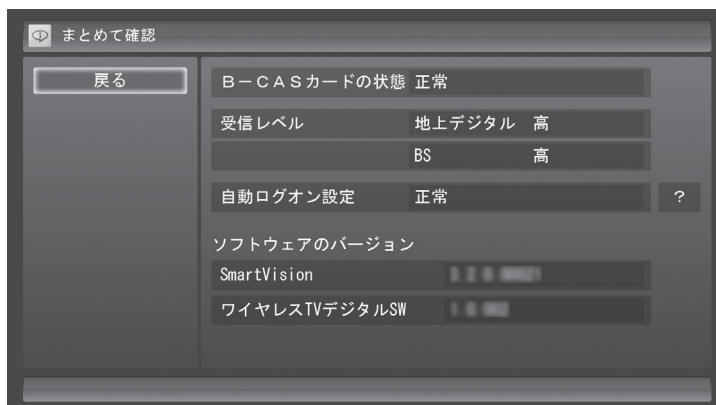 まとめて確認
戻る
B-CASカードの状態 正常
受信レベル 地上デジタル 高
BS 高
自動ログオン設定 正常 ?
ソフトウェアのバージョン
SmartVision
ワイヤレスTVデジタルSW